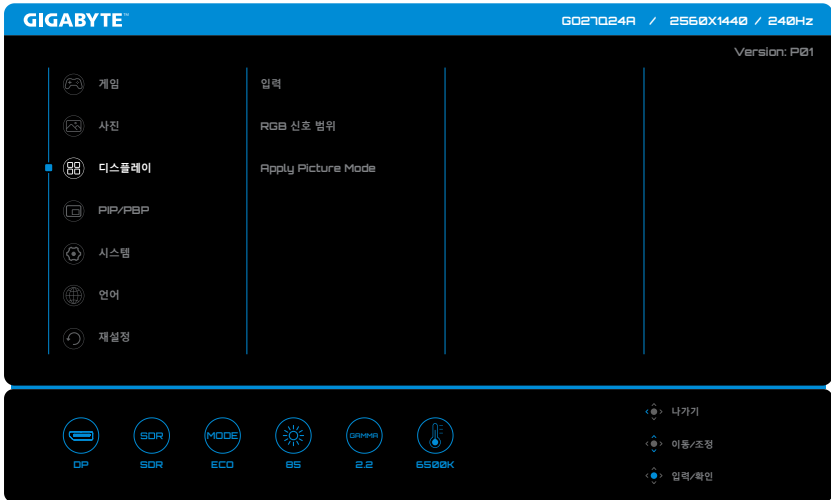 GIGABYTE™
GO27Q24A / 2560X1440 / 240Hz
Version: P01
게임
사진
디스플레이
PIP/PBP
시스템
언어
재설정
입력
RGB 신호 범위
Apply Picture Mode
SDR
MODE
GAMMA
DP
SDR
ECO
85
2.2
6500K
나가기
이동/조정
입력/확인